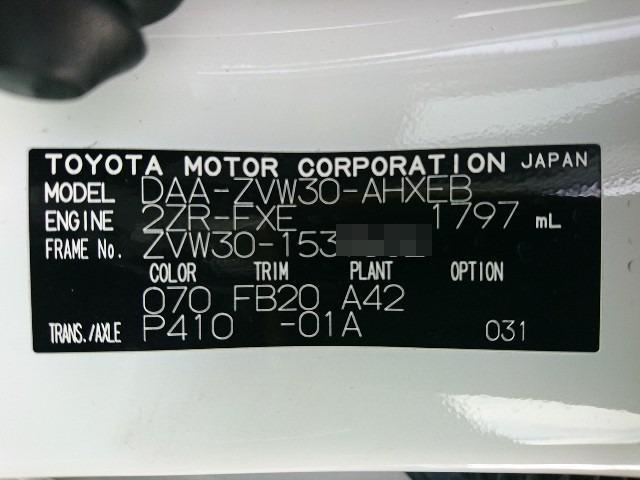 TOYOTA MOTOR CORPORATION JAPAN
MODEL DAA-ZVW30-AHXEB
ENGINE 2ZR-FXE 1797 mL
FRAME No. ZVW30-153
COLOR TRIM PLANT OPTION
070 FB20 A42
TRANS./AXLE P410 -01A 031